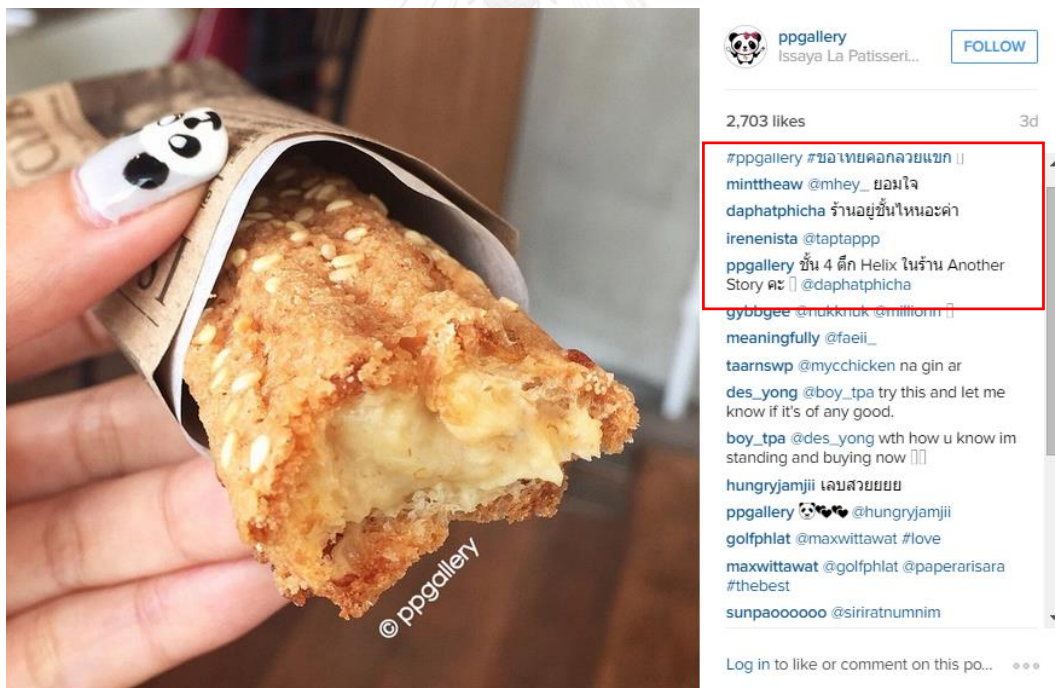 © ppgallery
ppgallery
Issaya La Patisseri...
FOLLOW
2,703 likes
3d
#ppgallery #ขอไทยคอกล้วยแขก
minttheaw @mhey_ ยอมใจ
daphatphicha ร้านอยู่ชั้นไหนอะค่า
irenenista @taptappp
ppgallery ชั้น 4 ตึก Helix ในร้าน Another
Story คะ @daphatphicha
gybbgee @nukknuk @millionn
meaningfully @faeii_
taarnswp @mycchicken na gin ar
des_yong @boy_tpa try this and let me
know if it's of any good.
boy_tpa @des_yong wth how u know im
standing and buying now
hungryjamjii เลบสวยยยย
ppgallery 🐼💕💕 @hungryjamjii
golfphlat @maxwittawat #love
maxwittawat @golfphlat @paperarisara
#thebest
sunpaoooooo @siriratnumnim
Log in to like or comment on this po...